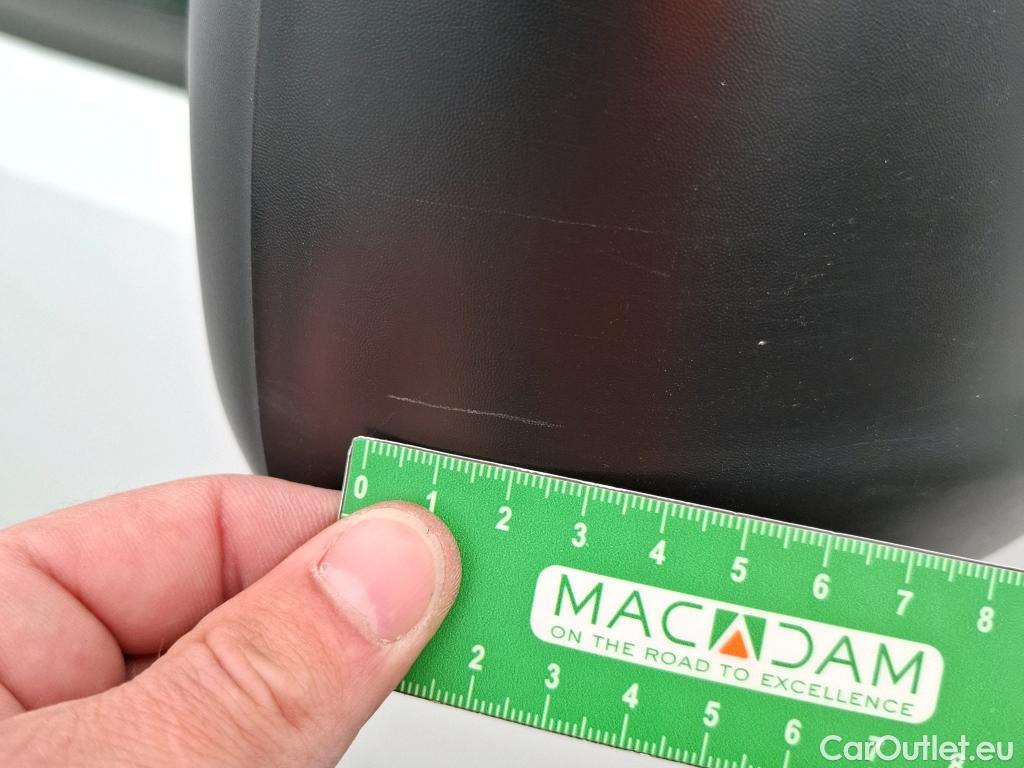 0 1 2 3 4 5 6 7 8
MACADAM
ON THE ROAD TO EXCELLENCE
2 3 4 5 6 7 8
CarOutlet.eu